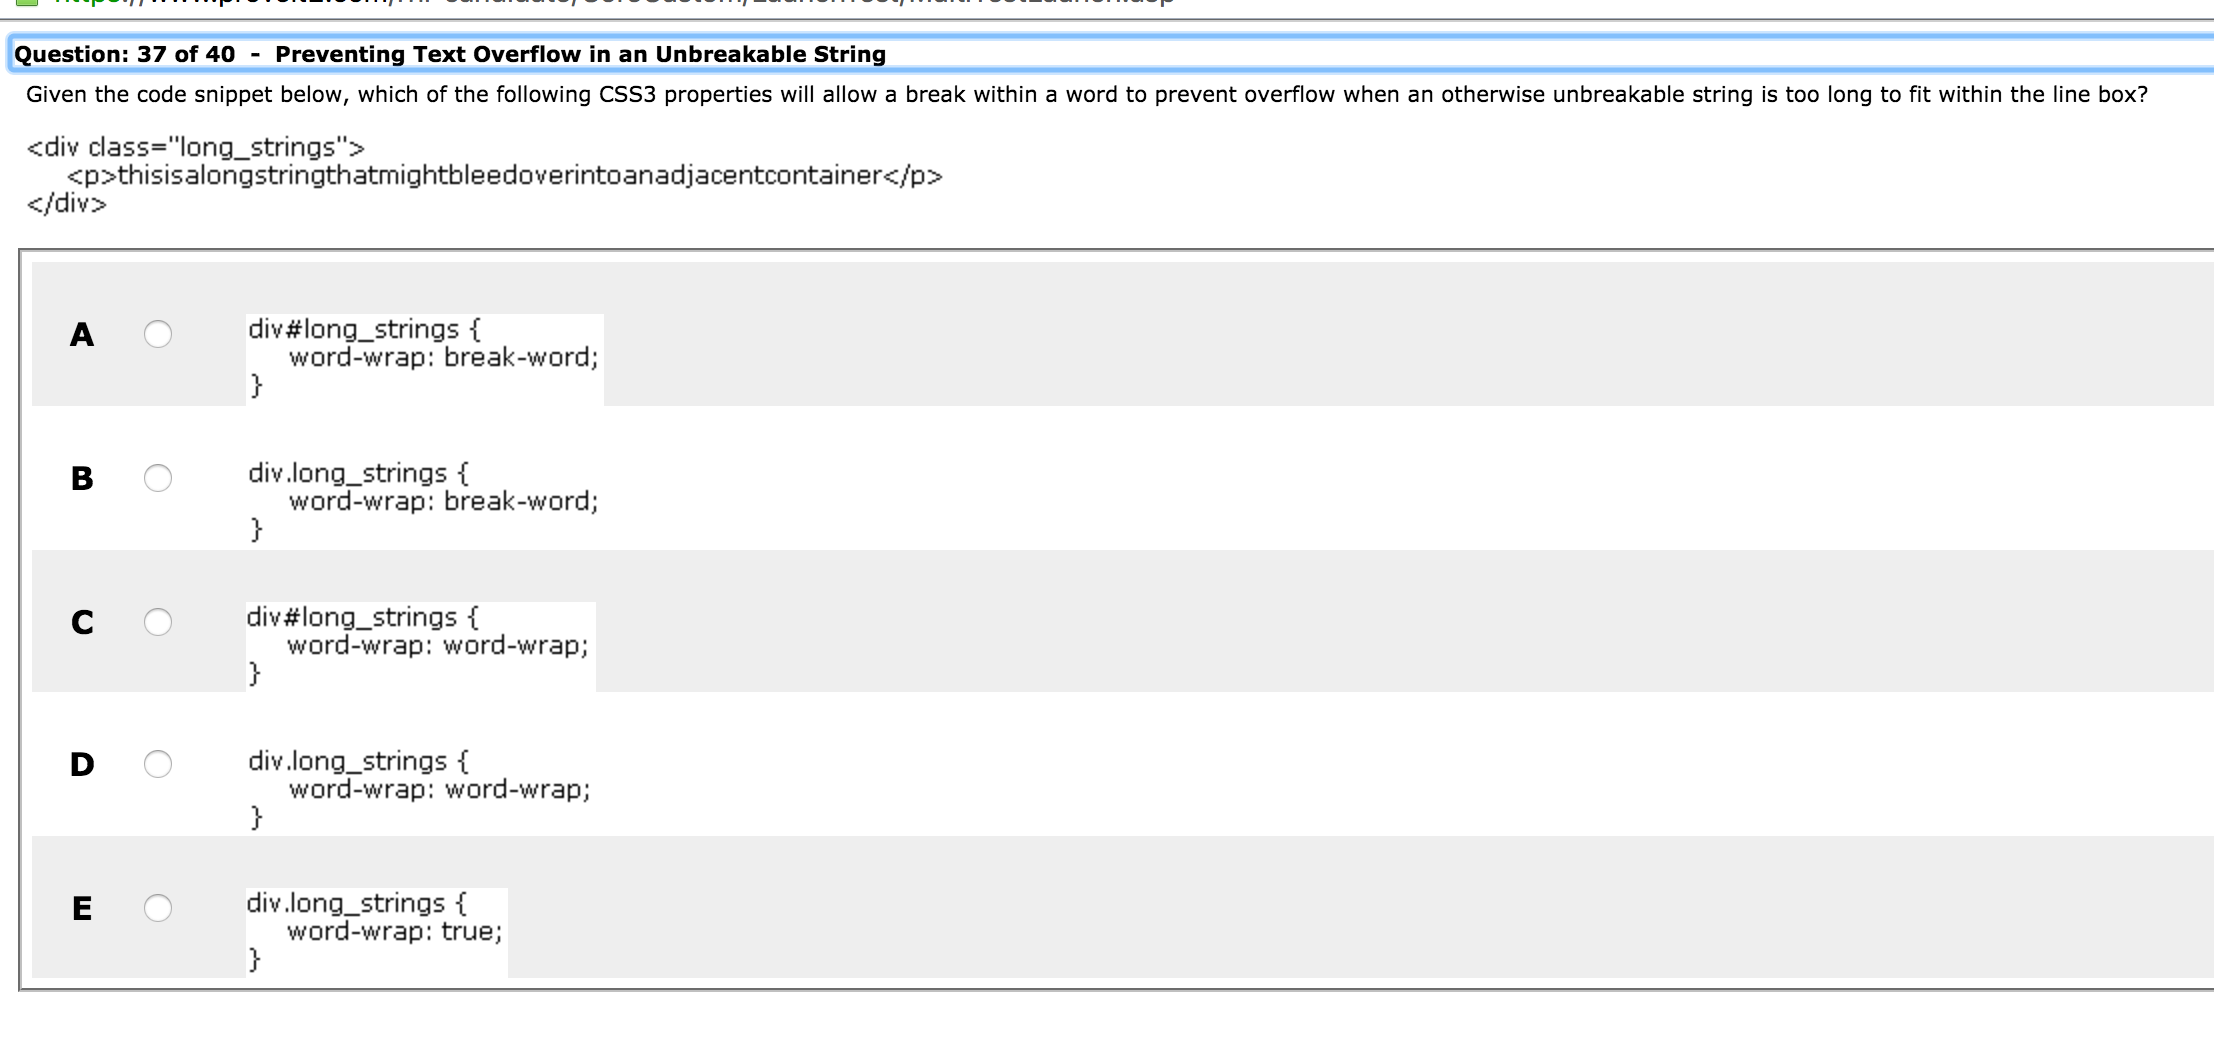 Question: 37 of 40 - Preventing Text Overflow in an Unbreakable String
Given the code snippet below, which of the following CSS3 properties will allow a break within a word to prevent overflow when an otherwise unbreakable string is too long to fit within the line box?
<div class="long_strings">
<p>thisisalongstringthatmightbleedoverintoanadjacentcontainer</p>
</div>
A
div#long_strings {
word-wrap: break-word;
}
B
div.long_strings {
word-wrap: break-word;
}
C
div#long_strings {
word-wrap: word-wrap;
}
D
div.long_strings {
word-wrap: word-wrap;
}
E
div.long_strings {
word-wrap: true;
}